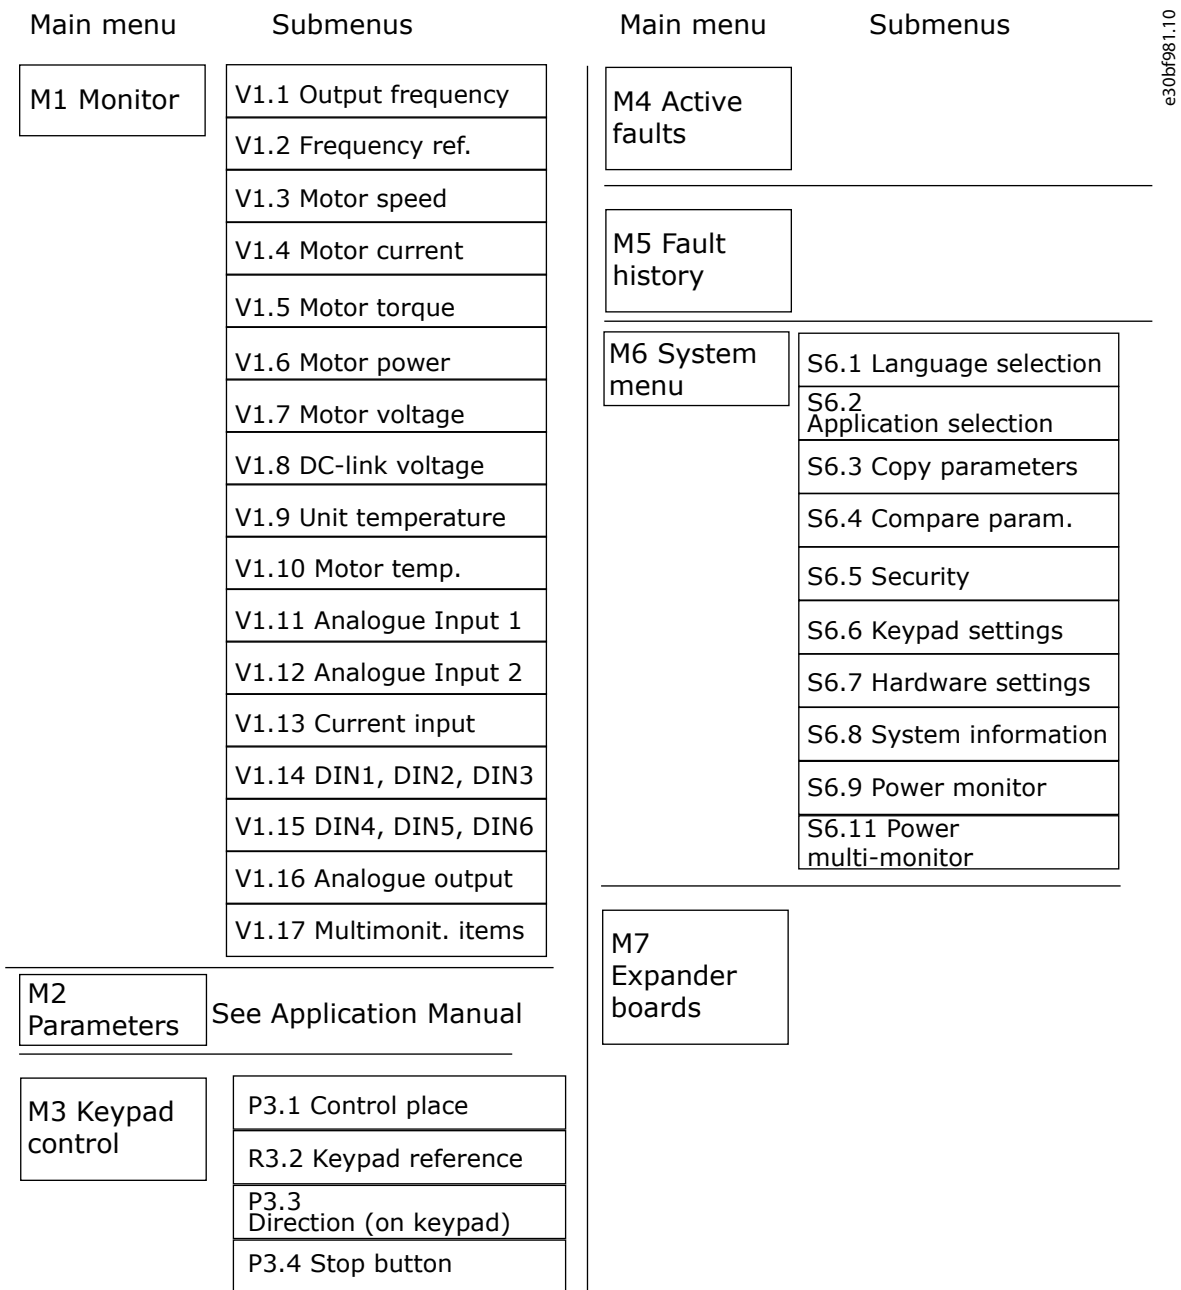 Main menu
Submenus
M1 Monitor
V1.1 Output frequency
V1.2 Frequency ref.
V1.3 Motor speed
V1.4 Motor current
V1.5 Motor torque
V1.6 Motor power
V1.7 Motor voltage
V1.8 DC-link voltage
V1.9 Unit temperature
V1.10 Motor temp.
V1.11 Analogue Input 1
V1.12 Analogue Input 2
V1.13 Current input
V1.14 DIN1, DIN2, DIN3
V1.15 DIN4, DIN5, DIN6
V1.16 Analogue output
V1.17 Multimonit. items
M2
Parameters
See Application Manual
M3 Keypad
control
P3.1 Control place
R3.2 Keypad reference
P3.3
Direction (on keypad)
P3.4 Stop button
Main menu
Submenus
M4 Active
faults
M5 Fault
history
M6 System
menu
S6.1 Language selection
S6.2
Application selection
S6.3 Copy parameters
S6.4 Compare param.
S6.5 Security
S6.6 Keypad settings
S6.7 Hardware settings
S6.8 System information
S6.9 Power monitor
S6.11 Power
multi-monitor
M7
Expander
boards
e30bf981.10